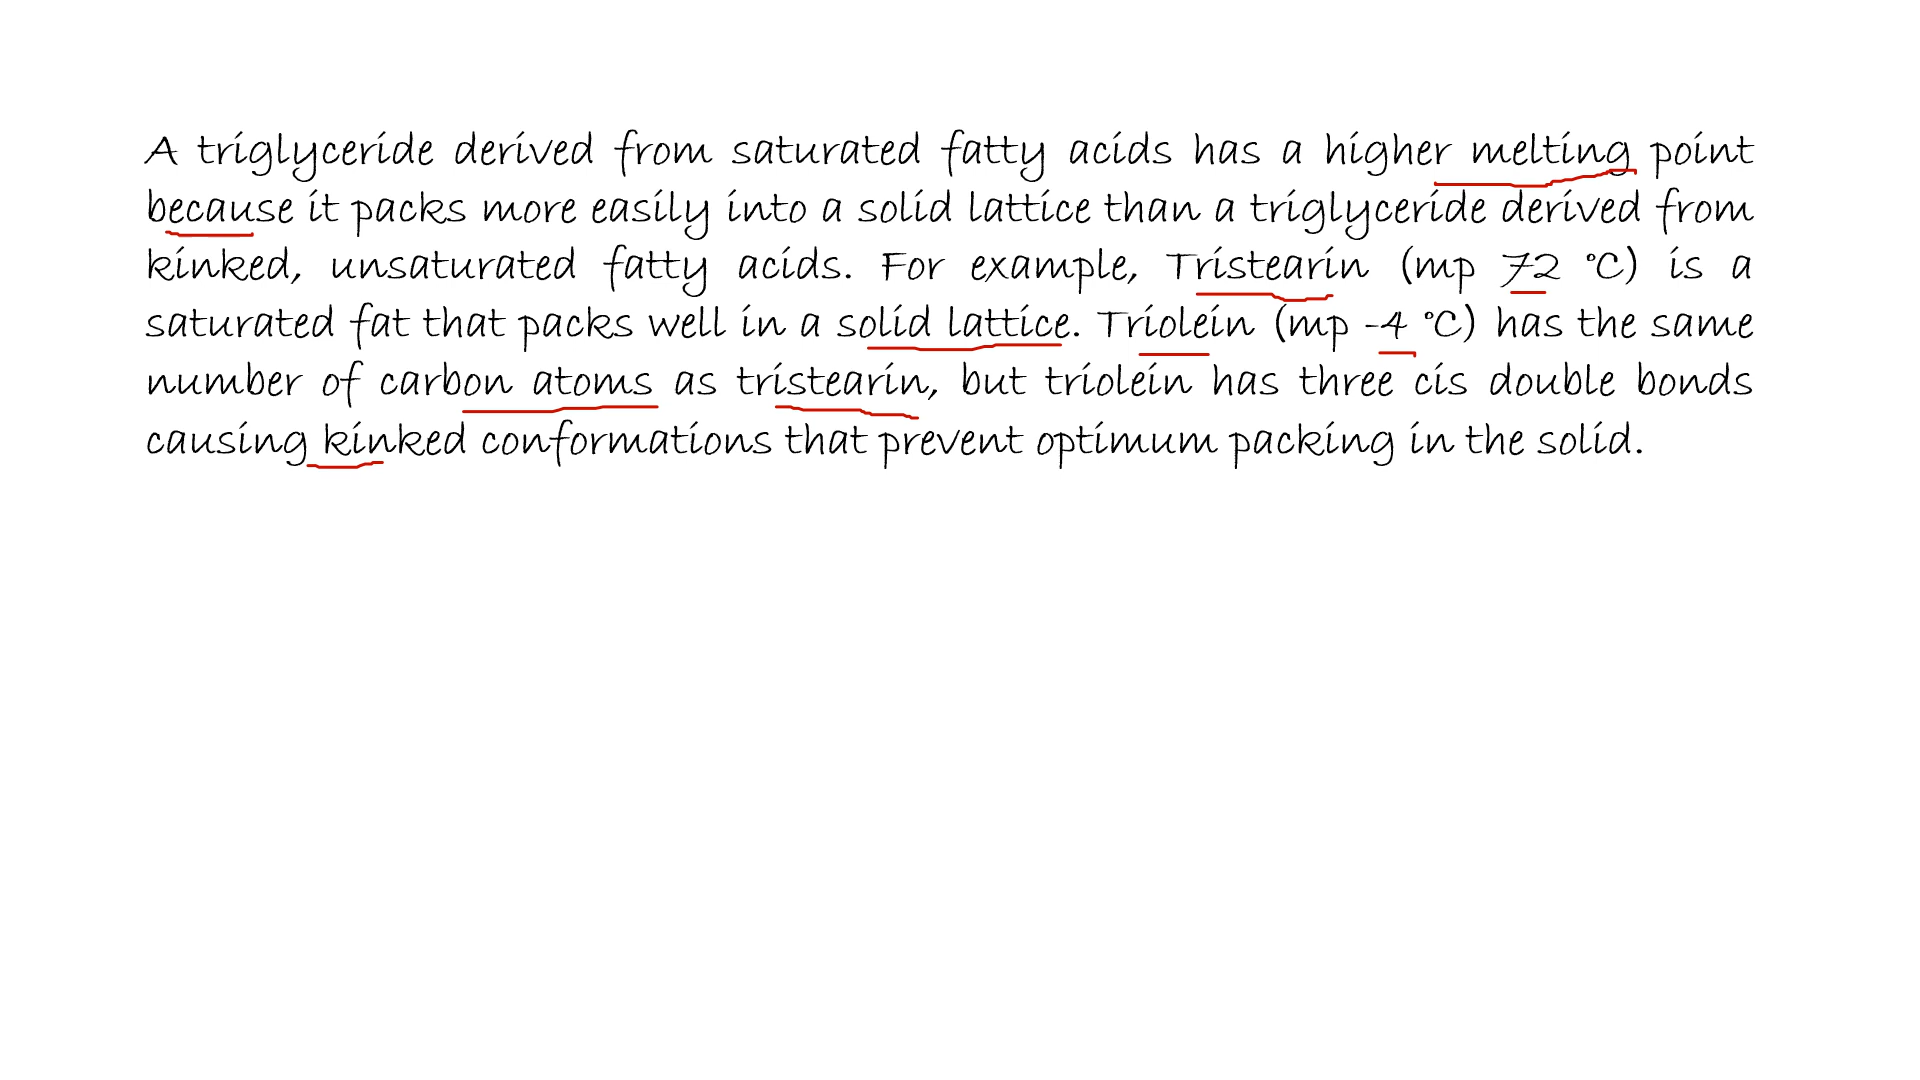 A triglyceride derived from saturated fatty acids has a higher melting point
because it packs more easily into a solid lattice than a triglyceride derived from
kinked, unsaturated fatty acids. For example, Tristearin (mp 72 °C) is a
saturated fat that packs well in a solid lattice. Triolein (mp -4 °C) has the same
number of carbon atoms as tristearin, but triolein has three cis double bonds
causing kinked conformations that prevent optimum packing in the solid.